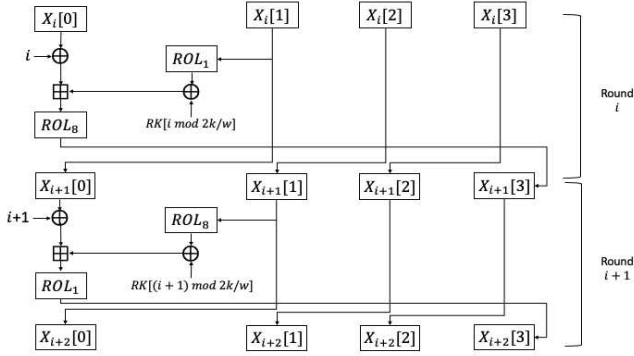 X_i[0] X_i[1] X_i[2] X_i[3]
i
ROL_1
RK[i mod 2k/w]
ROL_8
Round
i
X_{i+1}[0] X_{i+1}[1] X_{i+1}[2] X_{i+1}[3]
i+1
ROL_8
RK[(i + 1) mod 2k/w]
ROL_1
Round
i + 1
X_{i+2}[0] X_{i+2}[1] X_{i+2}[2] X_{i+2}[3]